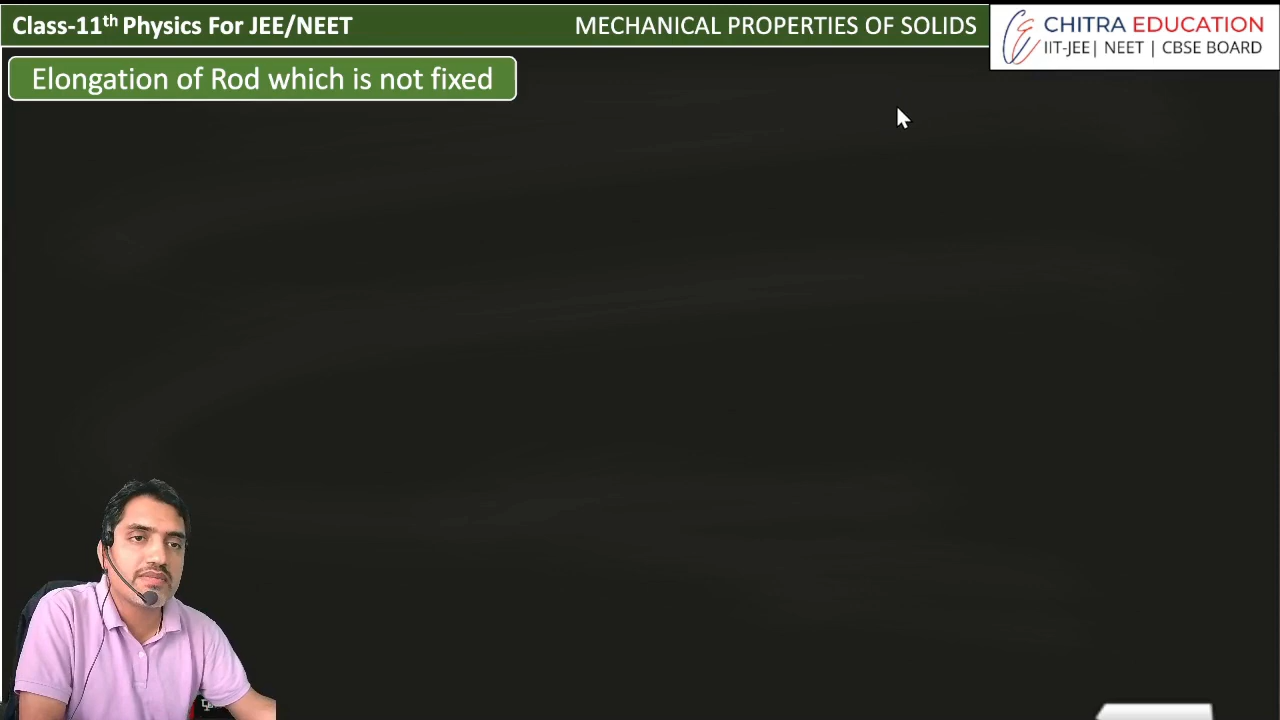 Class-11th Physics For JEE/NEET
MECHANICAL PROPERTIES OF SOLIDS
CHITRA EDUCATION
IIT-JEE| NEET | CBSE BOARD
Elongation of Rod which is not fixed